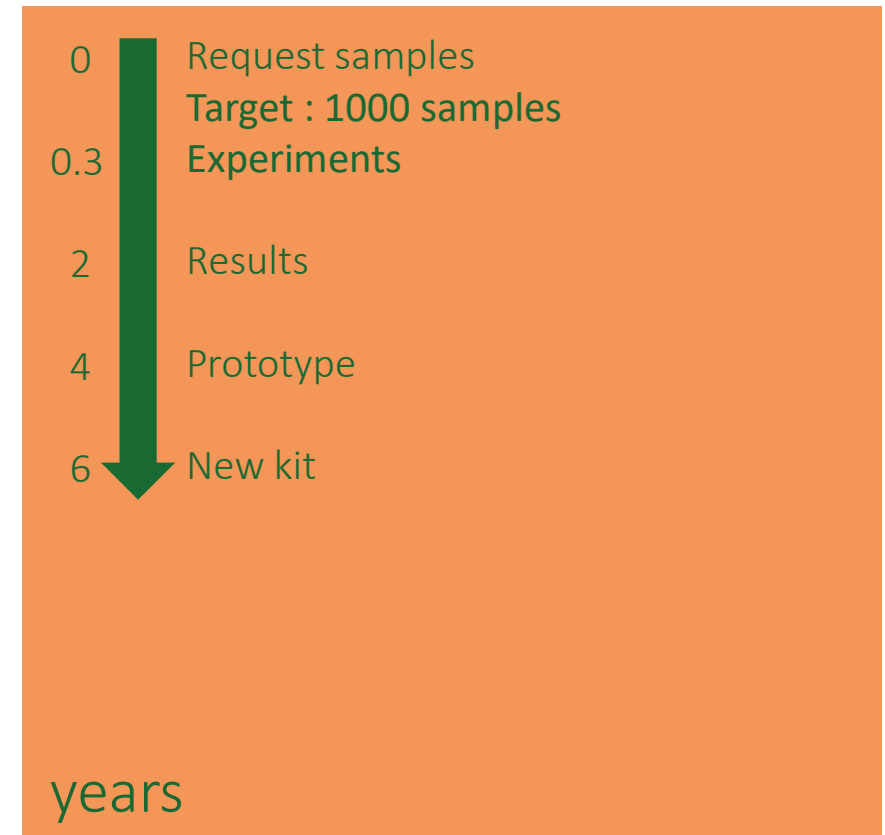 0 Request samples
Target : 1000 samples
0.3 Experiments
2 Results
4 Prototype
6 New kit
years